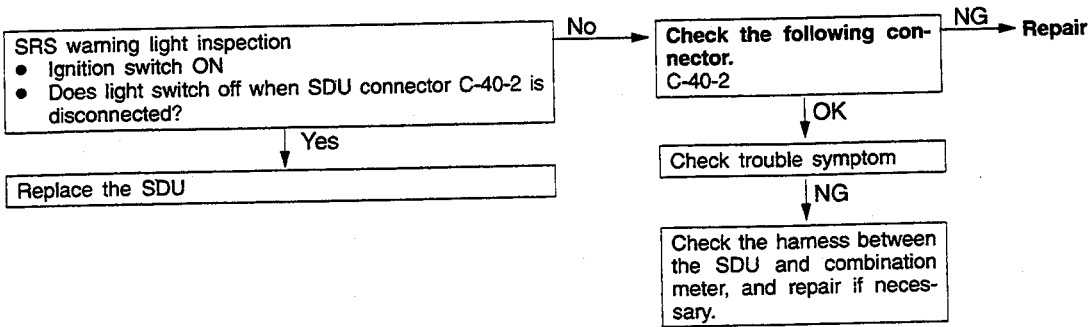 SRS warning light inspection
● Ignition switch ON
● Does light switch off when SDU connector C-40-2 is
disconnected?
No
Check the following con-
nector.
C-40-2
NG
Repair
Yes
Replace the SDU
OK
Check trouble symptom
NG
Check the harness between
the SDU and combination
meter, and repair if neces-
sary.